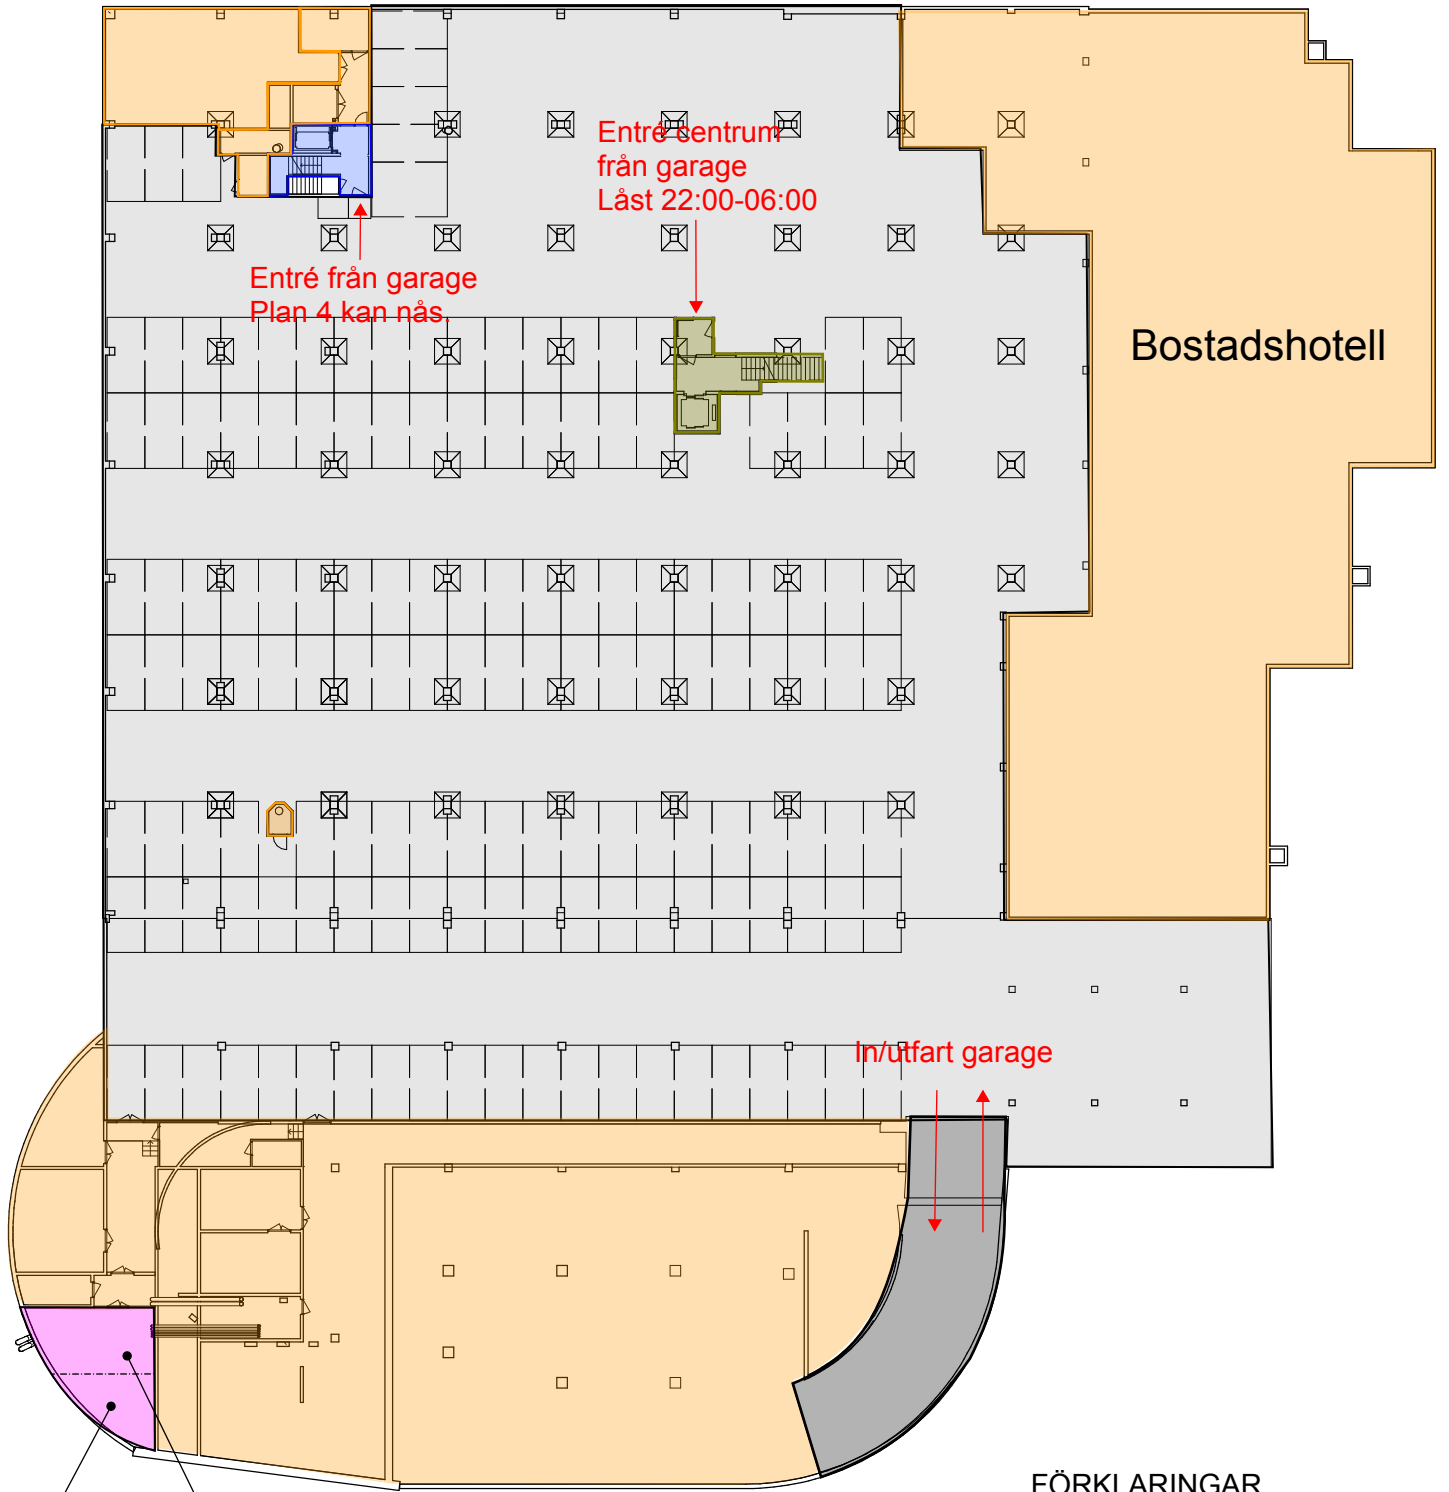 Entré centrum
från garage
Låst 22:00-06:00
Entré från garage
Plan 4 kan nås.
Bostadshotell
In/utfart garage
FÖRKLARINGAR